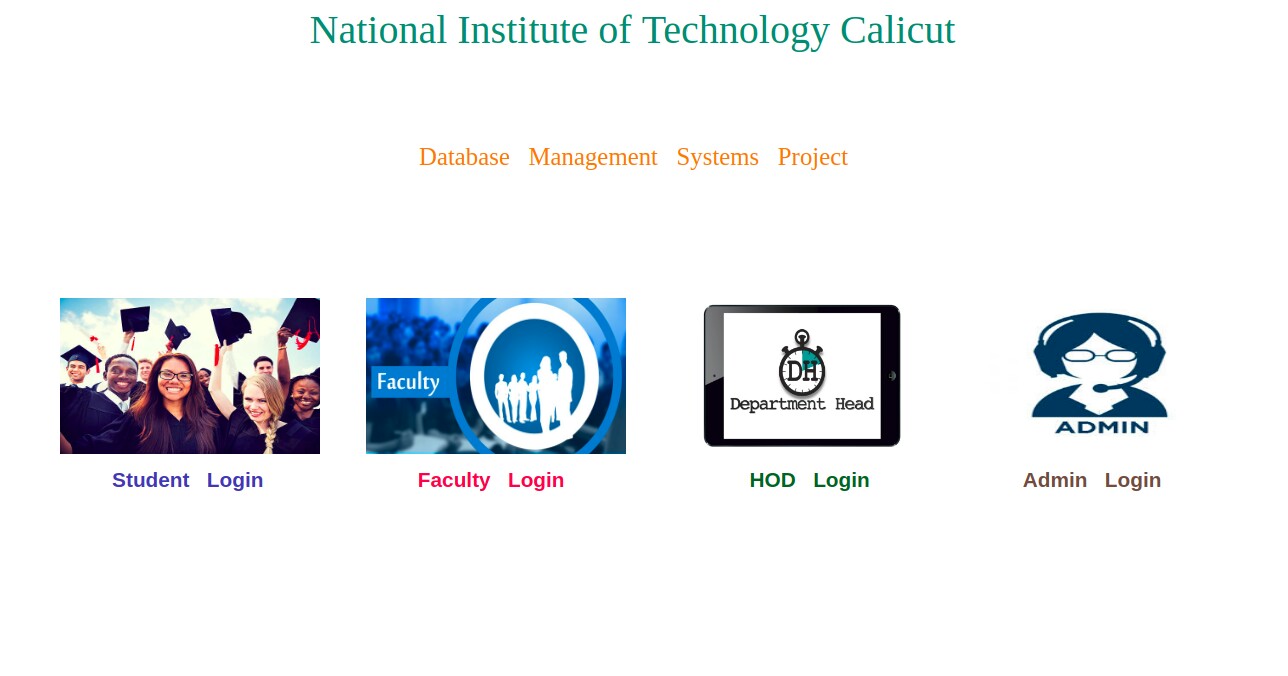 National Institute of Technology Calicut
Database Management Systems Project
Faculty
DH
Department Head
ADMIN
Student Login
Faculty Login
HOD Login
Admin Login